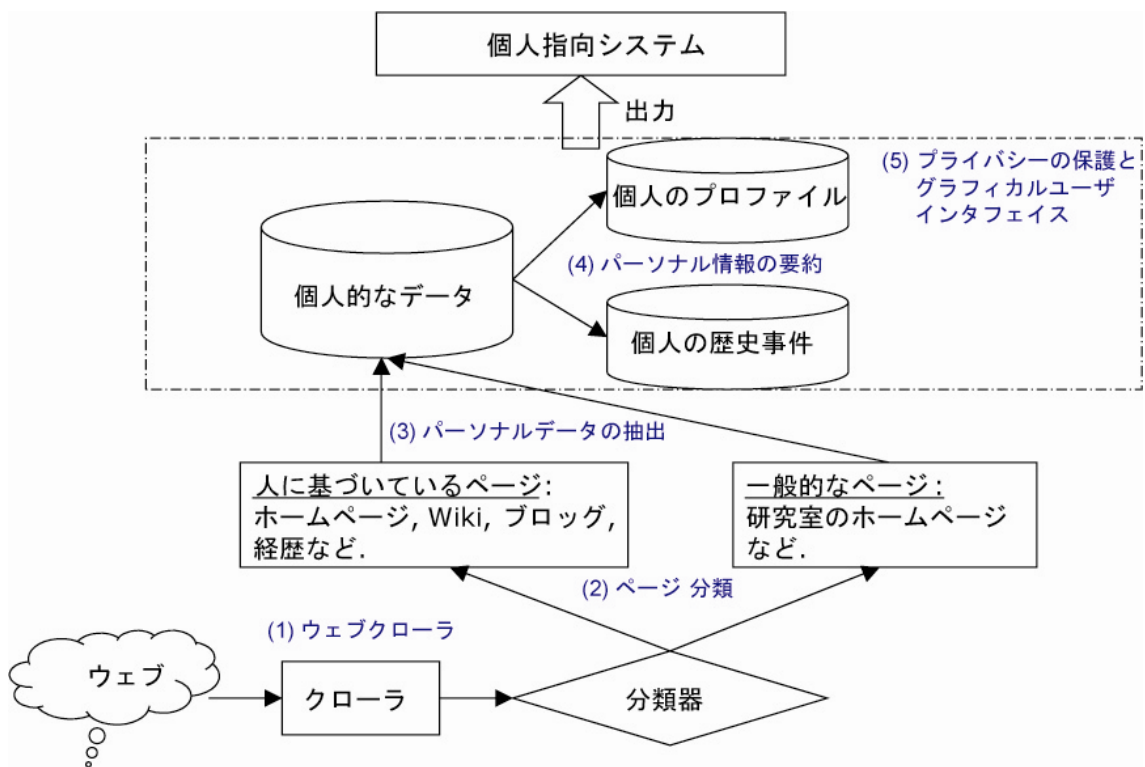 個人指向システム
出力
(5) プライバシーの保護と
グラフィカルユーザ
インタフェイス
個人のプロファイル
(4) パーソナル情報の要約
個人的なデータ
個人の歴史事件
(3) パーソナルデータの抽出
人に基づいているページ:
ホームページ, Wiki, ブロッグ,
経歴など.
一般的なページ:
研究室のホームページ
など.
(2) ページ 分類
(1) ウェブクローラ
ウェブ
クローラ
分類器